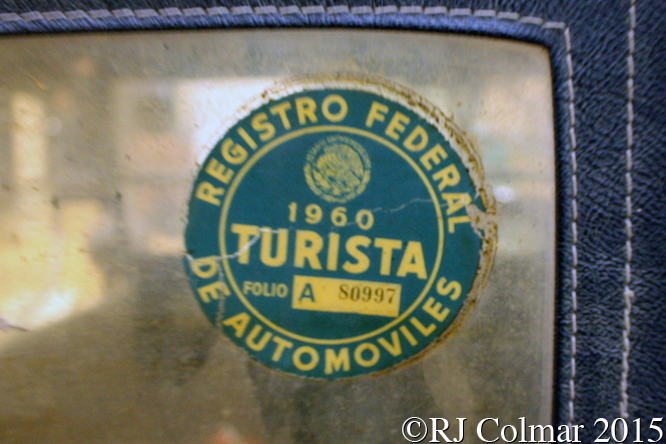 REGISTRO FEDERAL
1960
TURISTA
FOLIO A 80997
DE AUTOMOVILES
©RJ Colmar 2015